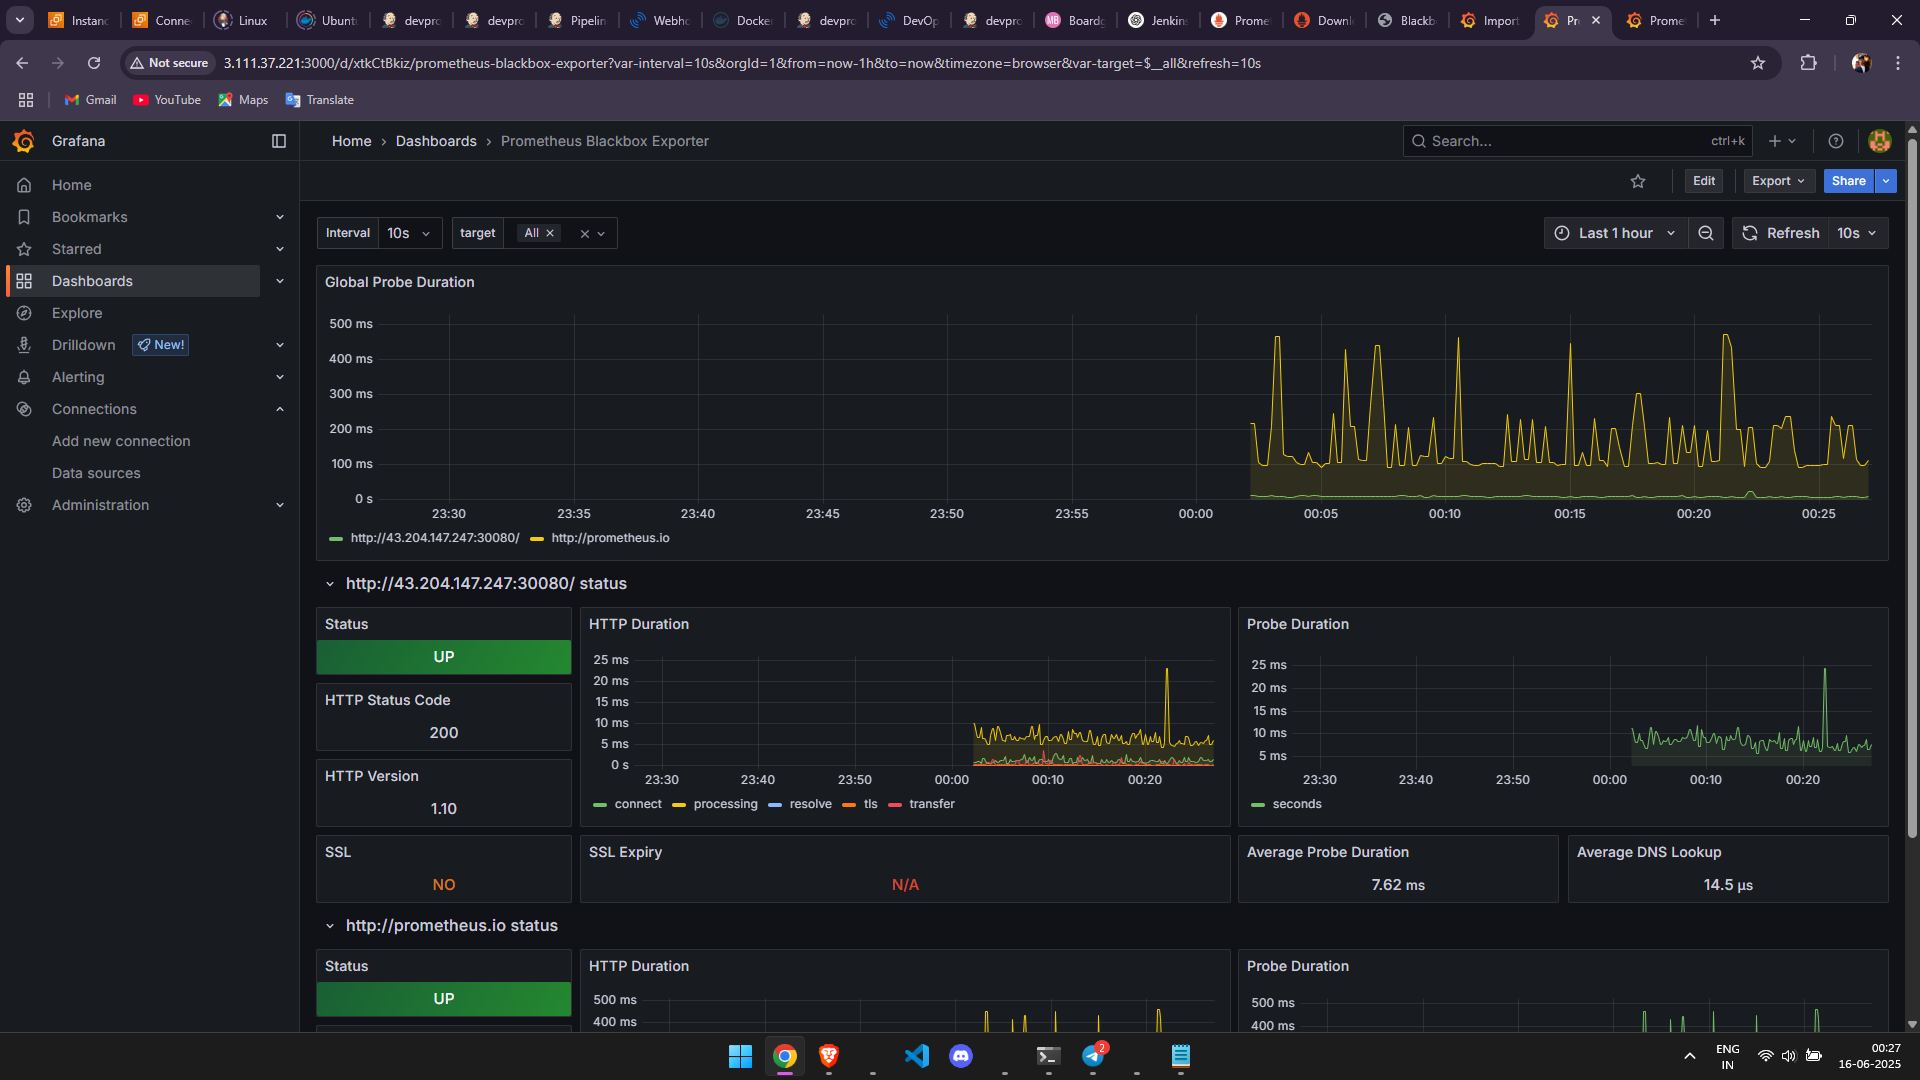 Instanc
Connec
Linux
Ubuntu
devpro
devpro
Pipelin
Webho
Docker
devpro
DevOp
devpro
MB Boardg
Jenkins
Promet
Downlo
Blackbo
Import
Pr
Promet
Not secure 3.111.37.221:3000/d/xtkCtBkiz/prometheus-blackbox-exporter?var-interval=10s&orgId=1&from=now-1h&to=now&timezone=browser&var-target=$__all&refresh=10s
Gmail YouTube Maps Translate
Grafana
Home › Dashboards › Prometheus Blackbox Exporter
Search... ctrl+k
Home
Bookmarks
Starred
Dashboards
Explore
Drilldown New!
Alerting
Connections
Add new connection
Data sources
Administration
Edit Export Share
Interval 10s target All
Last 1 hour Refresh 10s
Global Probe Duration
500 ms
400 ms
300 ms
200 ms
100 ms
0 s
23:30 23:35 23:40 23:45 23:50 23:55 00:00 00:05 00:10 00:15 00:20 00:25
http://43.204.147.247:30080/ http://prometheus.io
http://43.204.147.247:30080/ status
Status
UP
HTTP Status Code
200
HTTP Version
1.10
SSL
NO
HTTP Duration
25 ms
20 ms
15 ms
10 ms
5 ms
0 s
23:30 23:40 23:50 00:00 00:10 00:20
connect processing resolve tls transfer
Probe Duration
25 ms
20 ms
15 ms
10 ms
5 ms
23:30 23:40 23:50 00:00 00:10 00:20
seconds
SSL Expiry
N/A
Average Probe Duration
7.62 ms
Average DNS Lookup
14.5 µs
http://prometheus.io status
Status
UP
HTTP Duration
500 ms
400 ms
Probe Duration
500 ms
400 ms
2
ENG
IN
00:27
16-06-2025